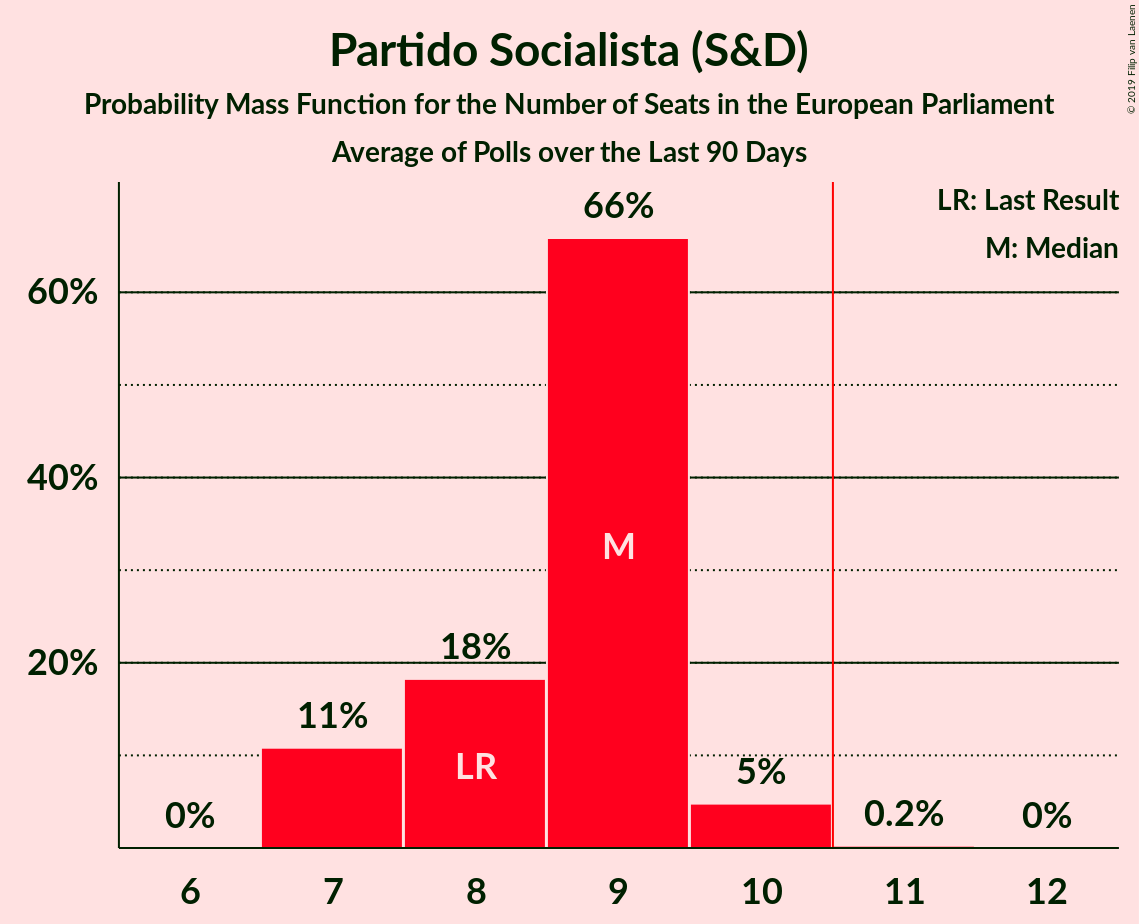 Partido Socialista (S&D)
Probability Mass Function for the Number of Seats in the European Parliament
Average of Polls over the Last 90 Days
© 2019 Filip van Laenen
LR: Last Result
M: Median
60%
40%
20%
0%
11%
18%
66%
5%
0.2%
0%
LR
M
6 7 8 9 10 11 12